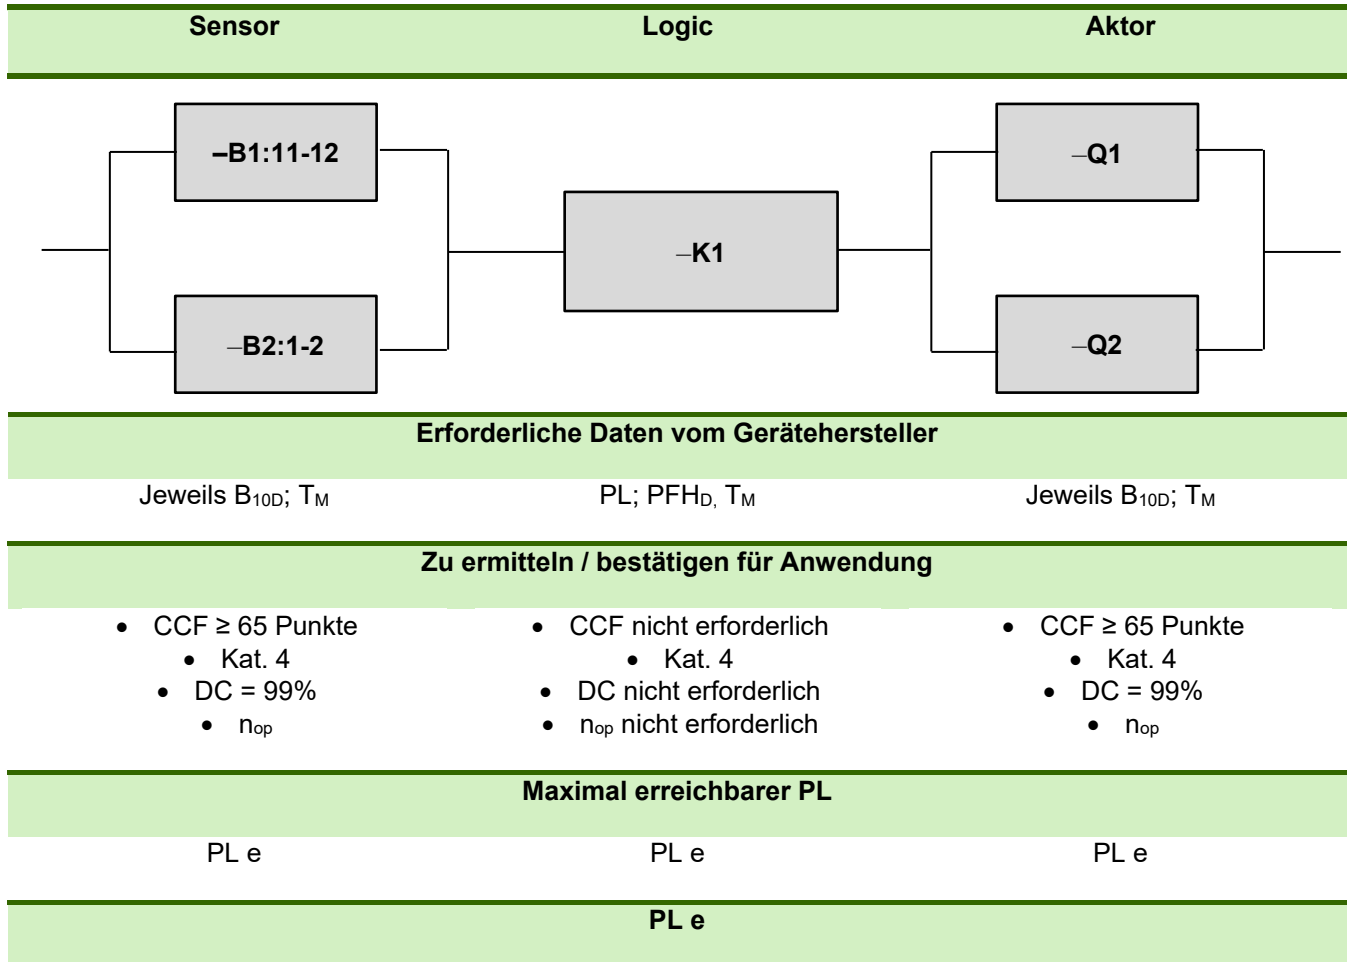 Sensor Logic Aktor
–B1:11-12 –Q1
–K1
–B2:1-2 –Q2
Erforderliche Daten vom Gerätehersteller
Jeweils B10D; TM PL; PFHD, TM Jeweils B10D; TM
Zu ermitteln / bestätigen für Anwendung
• CCF ≥ 65 Punkte • CCF nicht erforderlich • CCF ≥ 65 Punkte
• Kat. 4 • Kat. 4 • Kat. 4
• DC = 99% • DC nicht erforderlich • DC = 99%
• nop • nop nicht erforderlich • nop
Maximal erreichbarer PL
PL e PL e PL e
PL e